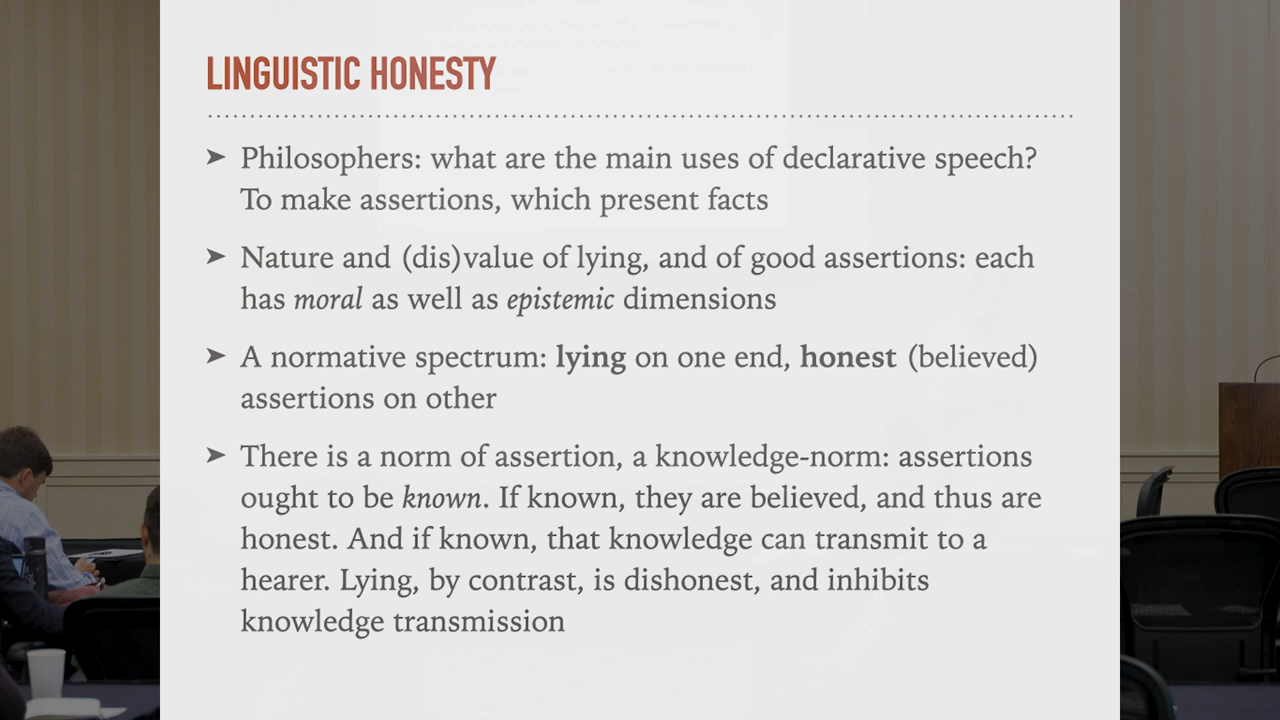 LINGUISTIC HONESTY
➤ Philosophers: what are the main uses of declarative speech?
To make assertions, which present facts
➤ Nature and (dis)value of lying, and of good assertions: each
has moral as well as epistemic dimensions
➤ A normative spectrum: lying on one end, honest (believed)
assertions on other
➤ There is a norm of assertion, a knowledge-norm: assertions
ought to be known. If known, they are believed, and thus are
honest. And if known, that knowledge can transmit to a
hearer. Lying, by contrast, is dishonest, and inhibits
knowledge transmission